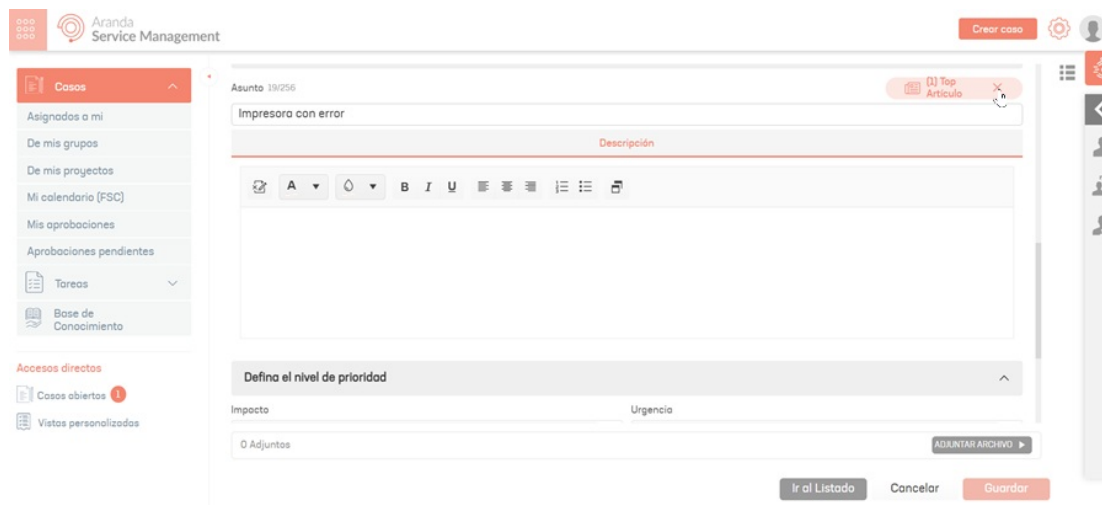 Aranda
Service Management
Crear caso
Casos
Asignados a mi
De mis grupos
De mis proyectos
Mi calendario (FSC)
Mis aprobaciones
Aprobaciones pendientes
Tareas
Base de
Conocimiento
Accesos directos
Casos abiertos 1
Vistas personalizadas
Asunto 19/256
(1) Top
Artículo
Impresora con error
Descripción
A
B I U
Defina el nivel de prioridad
Impacto
Urgencia
0 Adjuntos
ADJUNTAR ARCHIVO
Ir al Listado
Cancelar
Guardar